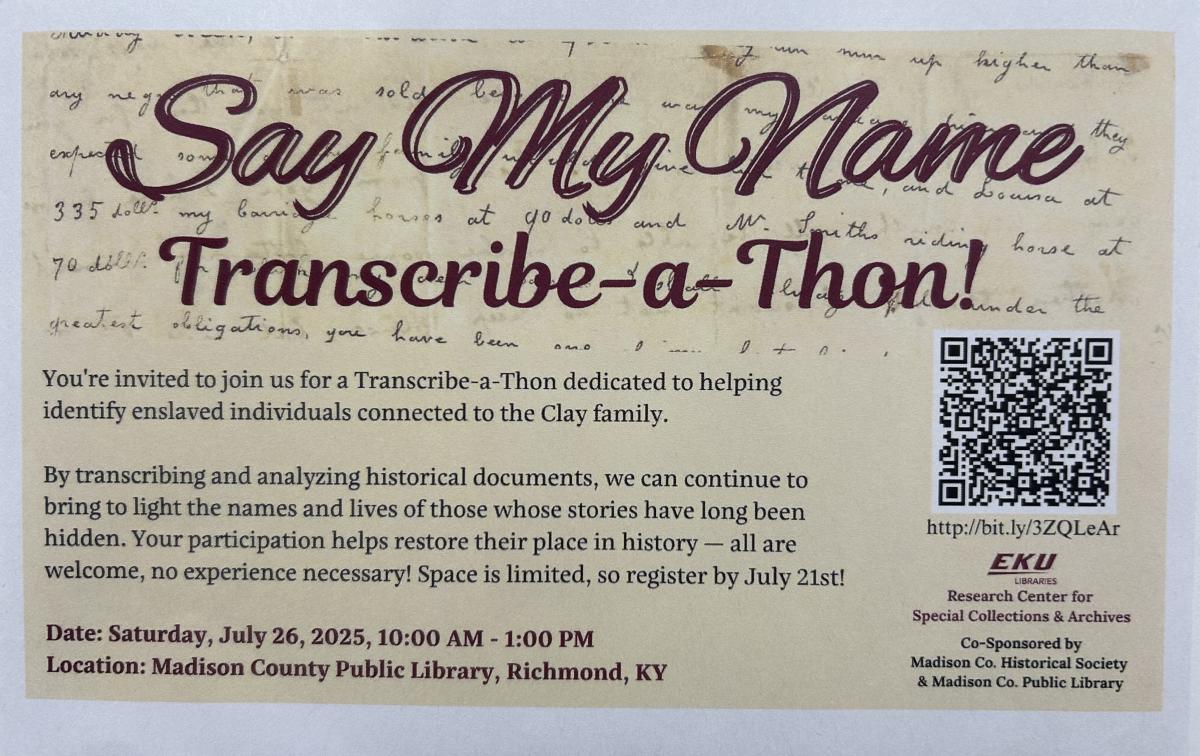 up higher than
any that was sold
they
and Louisa at
335 dolls my horses at 90 dolls and Mr. Smiths riding horse at
70 dolls under the
greatest obligations, you have been
Say My Name
Transcribe-a-Thon!
You're invited to join us for a Transcribe-a-Thon dedicated to helping
identify enslaved individuals connected to the Clay family.
By transcribing and analyzing historical documents, we can continue to
bring to light the names and lives of those whose stories have long been
hidden. Your participation helps restore their place in history — all are
welcome, no experience necessary! Space is limited, so register by July 21st!
Date: Saturday, July 26, 2025, 10:00 AM - 1:00 PM
Location: Madison County Public Library, Richmond, KY
http://bit.ly/3ZQLeAr
EKU
LIBRARIES
Research Center for
Special Collections & Archives
Co-Sponsored by
Madison Co. Historical Society
& Madison Co. Public Library